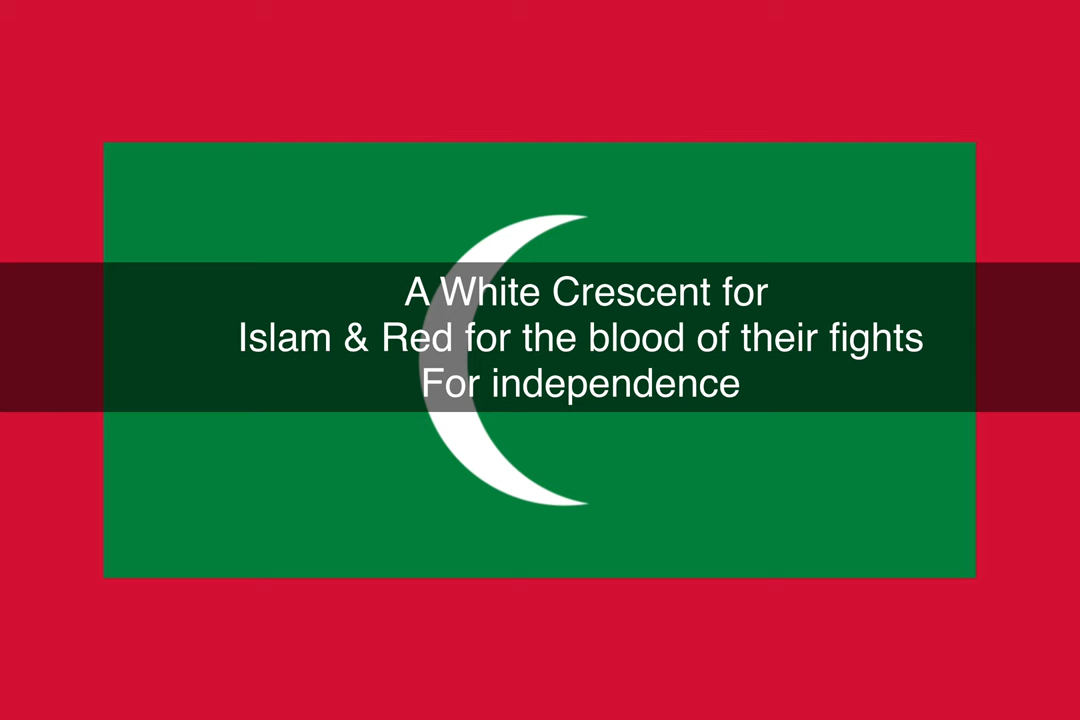 A White Crescent for
Islam & Red for the blood of their fights
For independence